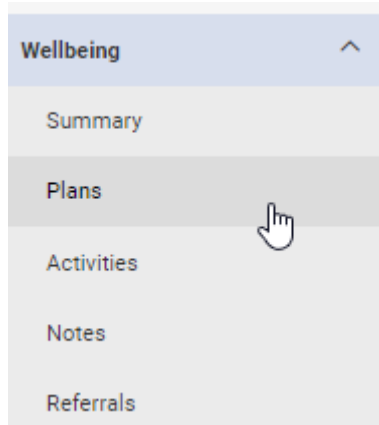 Wellbeing
Summary
Plans
Activities
Notes
Referrals